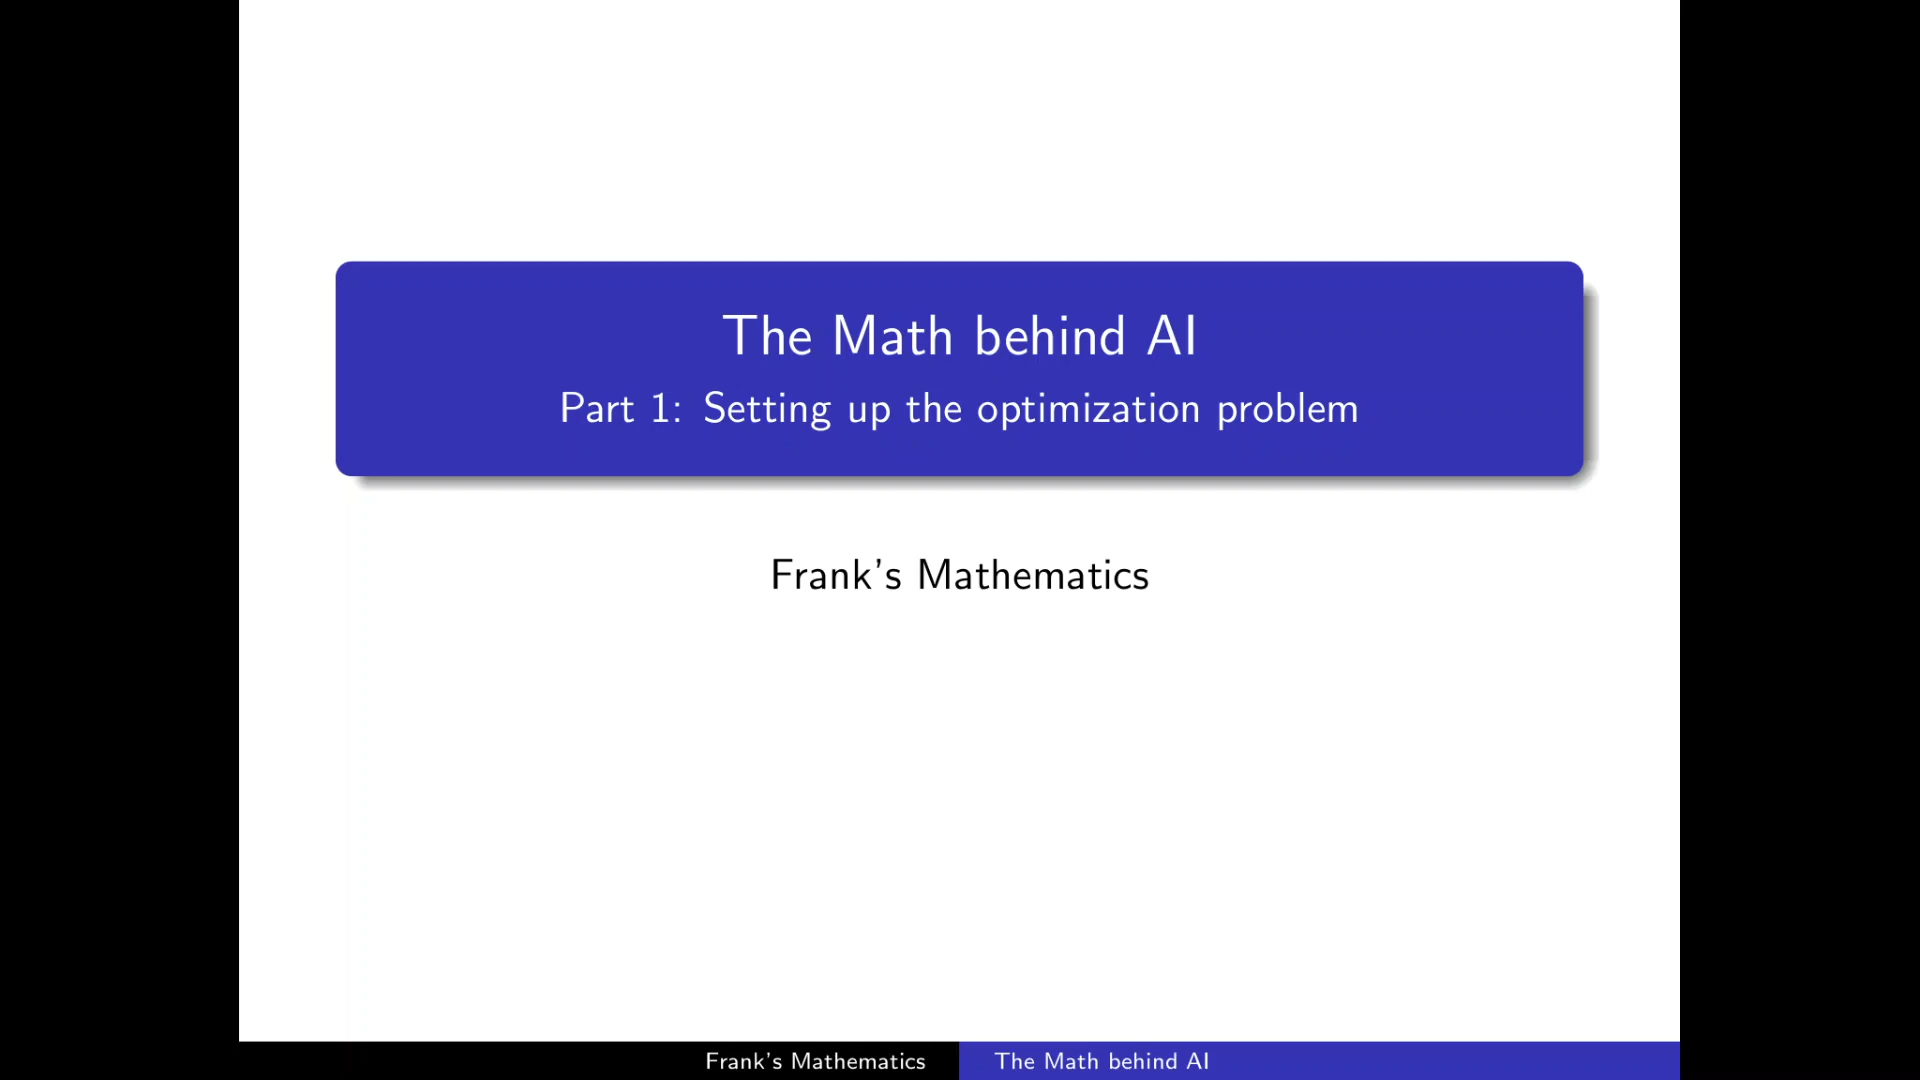 The Math behind AI
Part 1: Setting up the optimization problem
Frank's Mathematics
Frank's Mathematics
The Math behind AI